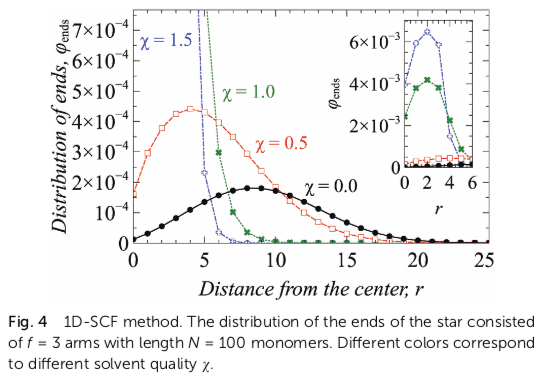 Distribution of ends, φends
7×10-4
6×10-4
5×10-4
4×10-4
3×10-4
2×10-4
1×10-4
0
χ = 1.5
χ = 1.0
χ = 0.5
χ = 0.0
φends
6×10-3
4×10-3
2×10-3
0
0 2 4 6
r
0 5 10 15 20 25
Distance from the center, r
Fig. 4 1D-SCF method. The distribution of the ends of the star consisted
of f = 3 arms with length N = 100 monomers. Different colors correspond
to different solvent quality χ.